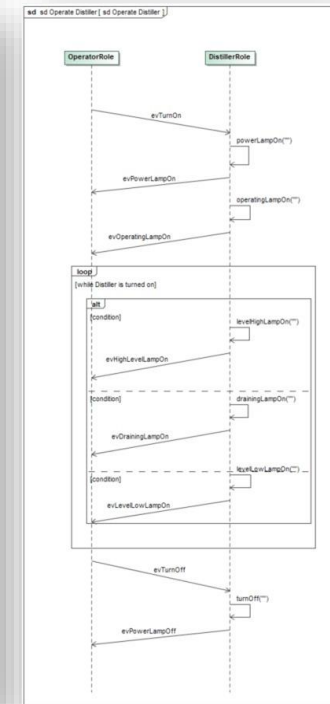 sd sd Operate Distiller [ sd Operate Distiller ]
OperatorRole
DistillerRole
evTurnOn
powerLampOn("")
evPowerLampOn
operatingLampOn("")
evOperatingLampOn
loop
[while Distiller is turned on]
alt
[condition]
levelHighLampOn("")
evHighLevelLampOn
[condition]
drainingLampOn("")
evDrainingLampOn
levelLowLampOn("")
[condition]
evLevelLowLampOn
evTurnOff
turnOff("")
evPowerLampOff